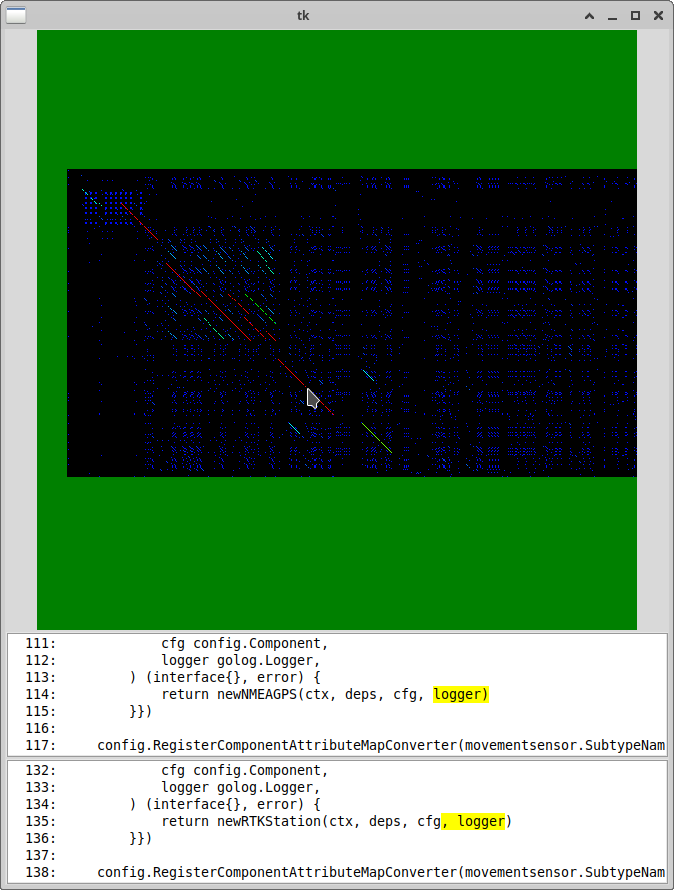 tk
111:             cfg config.Component,
112:             logger golog.Logger,
113:         ) (interface{}, error) {
114:             return newNMEAGPS(ctx, deps, cfg, logger)
115:         }})
116:
117:     config.RegisterComponentAttributeMapConverter(movementsensor.SubtypeNam
132:             cfg config.Component,
133:             logger golog.Logger,
134:         ) (interface{}, error) {
135:             return newRTKStation(ctx, deps, cfg, logger)
136:         }})
137:
138:     config.RegisterComponentAttributeMapConverter(movementsensor.SubtypeNam